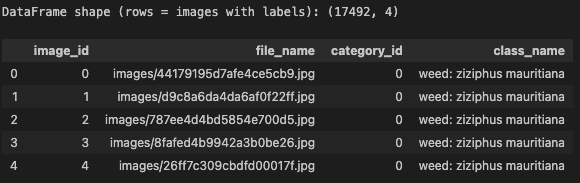 DataFrame shape (rows = images with labels): (17492, 4)
image_id file_name category_id class_name
0 0 images/44179195d7afe4ce5cb9.jpg 0 weed: ziziphus mauritiana
1 1 images/d9c8a6da4da6af0f22ff.jpg 0 weed: ziziphus mauritiana
2 2 images/787ee4d4bd5854e700d5.jpg 0 weed: ziziphus mauritiana
3 3 images/8fafed4b9942a3b0be26.jpg 0 weed: ziziphus mauritiana
4 4 images/26ff7c309cbdfd00017f.jpg 0 weed: ziziphus mauritiana